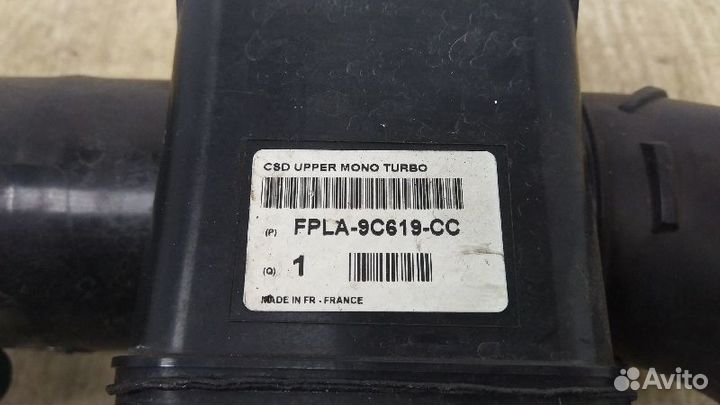 CSD UPPER MONO TURBO
(P) FPLA-9C619-CC
(Q) 1
MADE IN FR - FRANCE
Avito